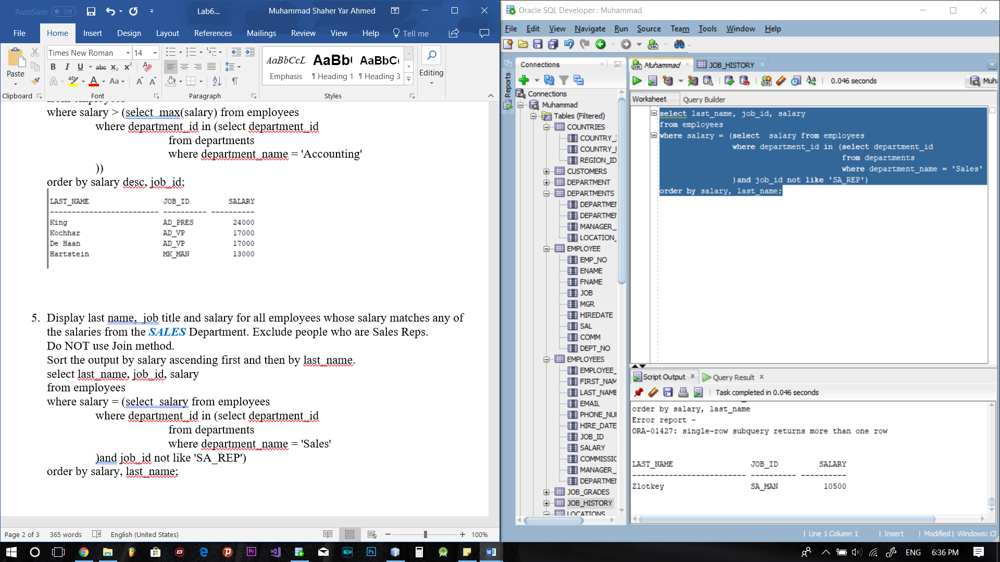 AutoSave Off Lab6... Muhammad Shaher Yar Ahmed
File Home Insert Design Layout References Mailings Review View Help Tell me
Paste
Times New Roman 14
B I U abc x₂ x²
A ab A Aa A A
AaBbCcL AaBb( AaBbC(
Emphasis ¶ Heading 1 ¶ Heading 3
Editing
Clipboard Font Paragraph Styles
from employees
where salary > (select max(salary) from employees
where department_id in (select department_id
from departments
where department_name = 'Accounting'
))
order by salary desc, job_id;
LAST_NAME JOB_ID SALARY
------------------------- ---------- ----------
King AD_PRES 24000
Kochhar AD_VP 17000
De Haan AD_VP 17000
Hartstein MK_MAN 13000
5. Display last name, job title and salary for all employees whose salary matches any of
the salaries from the SALES Department. Exclude people who are Sales Reps.
Do NOT use Join method.
Sort the output by salary ascending first and then by last_name.
select last_name, job_id, salary
from employees
where salary = (select salary from employees
where department_id in (select department_id
from departments
where department_name = 'Sales'
)and job_id not like 'SA_REP')
order by salary, last_name;
Page 2 of 3 365 words English (United States) 100%
Oracle SQL Developer : Muhammad
File Edit View Navigate Run Source Team Tools Window Help
Reports
Connections
Connections
Muhammad
Tables (Filtered)
COUNTRIES
COUNTRY_
COUNTRY_
REGION_ID
CUSTOMERS
DEPARTMENT
DEPARTMENTS
DEPARTMEN
DEPARTMEN
MANAGER_
LOCATION_
EMPLOYEE
EMP_NO
ENAME
FNAME
JOB
MGR
HIREDATE
SAL
COMM
DEPT_NO
EMPLOYEES
EMPLOYEE_
FIRST_NAM
LAST_NAME
EMAIL
PHONE_NU
HIRE_DATE
JOB_ID
SALARY
COMMISSIC
MANAGER_
DEPARTMEN
JOB_GRADES
JOB_HISTORY
LOCATIONS
Muhammad JOB_HISTORY
0.046 seconds Muh
Worksheet Query Builder
select last_name, job_id, salary
from employees
where salary = (select salary from employees
where department_id in (select department_id
from departments
where department_name = 'Sales'
)and job_id not like 'SA_REP')
order by salary, last_name;
Script Output x Query Result x
Task completed in 0.046 seconds
order by salary, last_name
Error report -
ORA-01427: single-row subquery returns more than one row
LAST_NAME JOB_ID SALARY
------------------------- ---------- ----------
Zlotkey SA_MAN 10500
Line 1 Column 1 Insert Modified Windows: CF
ENG 6:36 PM